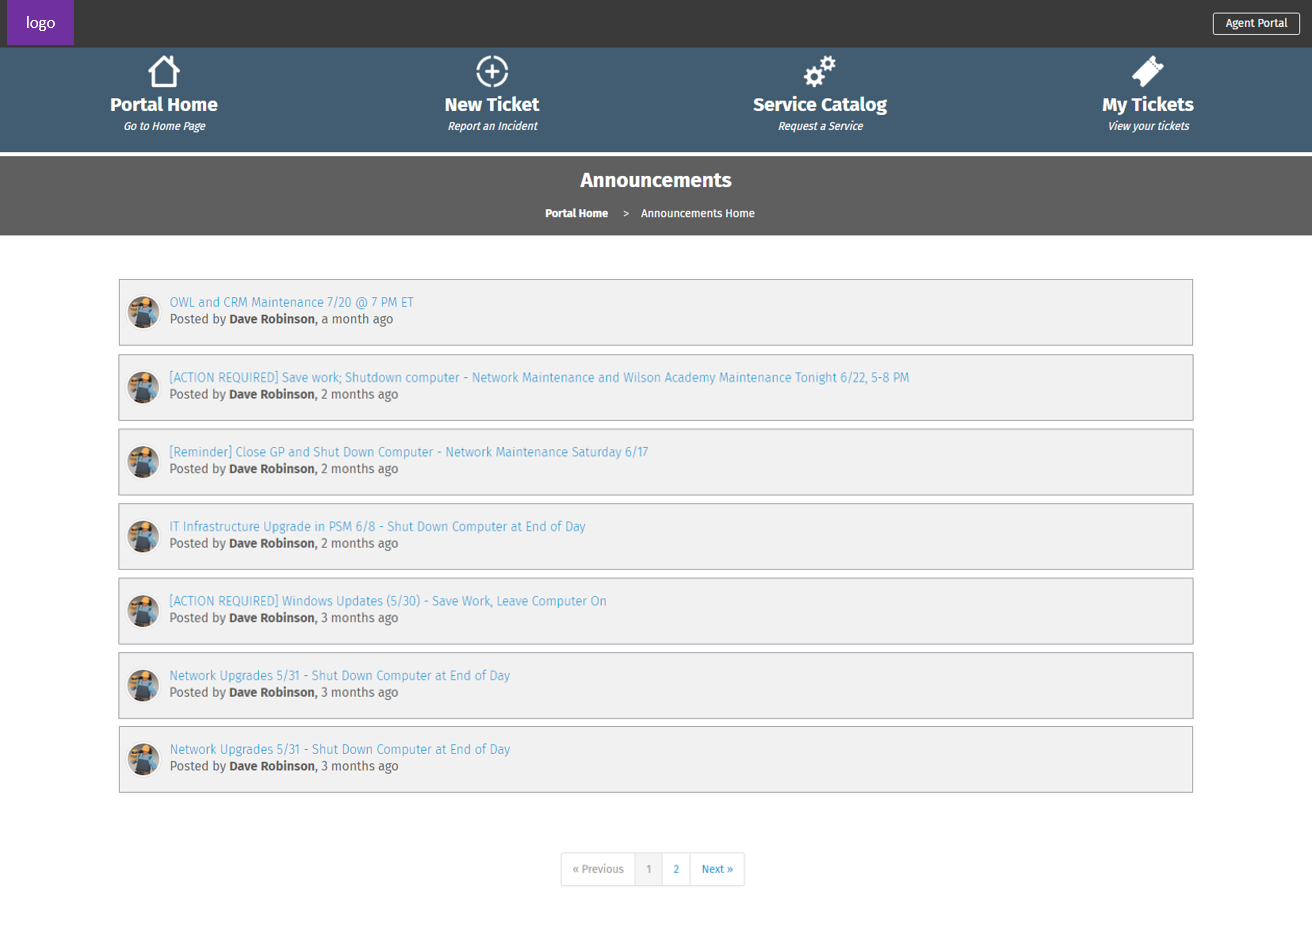 logo
Agent Portal
Portal Home
Go to Home Page
New Ticket
Report an Incident
Service Catalog
Request a Service
My Tickets
View your tickets
Announcements
Portal Home > Announcements Home
OWL and CRM Maintenance 7/20 @ 7 PM ET
Posted by Dave Robinson, a month ago
[ACTION REQUIRED] Save work; Shutdown computer - Network Maintenance and Wilson Academy Maintenance Tonight 6/22, 5-8 PM
Posted by Dave Robinson, 2 months ago
[Reminder] Close GP and Shut Down Computer - Network Maintenance Saturday 6/17
Posted by Dave Robinson, 2 months ago
IT Infrastructure Upgrade in PSM 6/8 - Shut Down Computer at End of Day
Posted by Dave Robinson, 2 months ago
[ACTION REQUIRED] Windows Updates (5/30) - Save Work, Leave Computer On
Posted by Dave Robinson, 3 months ago
Network Upgrades 5/31 - Shut Down Computer at End of Day
Posted by Dave Robinson, 3 months ago
Network Upgrades 5/31 - Shut Down Computer at End of Day
Posted by Dave Robinson, 3 months ago
« Previous 1 2 Next »